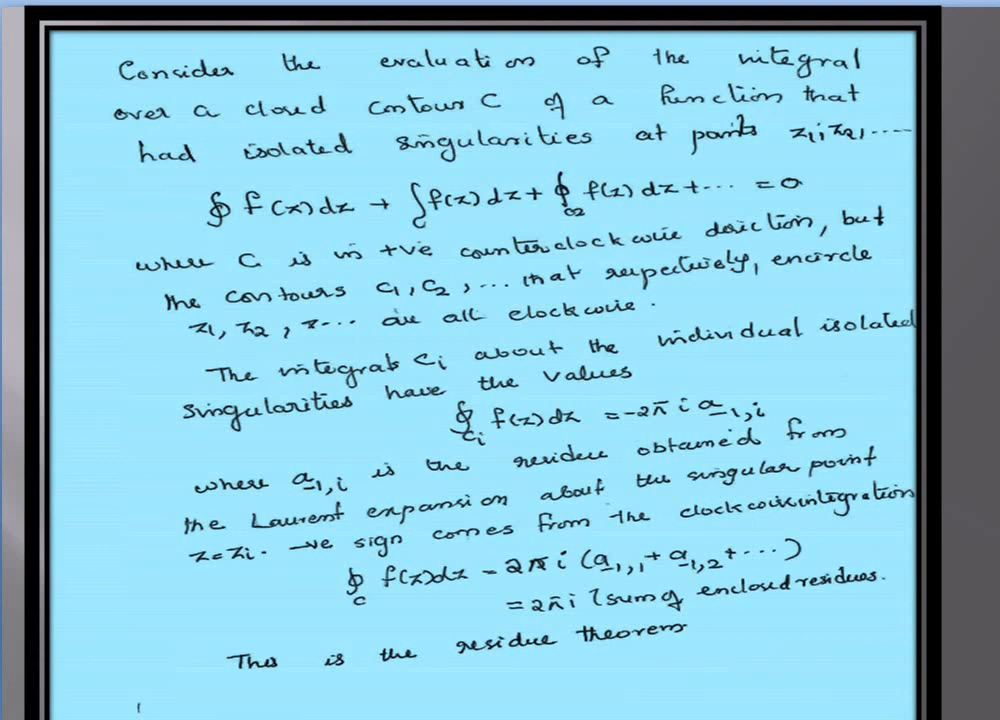 Consider the evaluation of the integral
over a closed contour C of a function that
had isolated singularities at points z₁, z₂, ....
∮ f(z)dz + ∫_C f(z)dz + ∮_C₂ f(z)dz + ... = 0
where C is in +ve counterclockwise direction, but
the contours C₁, C₂, ... that respectively, encircle
z₁, z₂, z... are all clockwise.
The integrals Cᵢ about the individual isolated
singularities have the values
∮_Cᵢ f(z)dz = -2πi a₋₁,ᵢ
where a₋₁,ᵢ is the residue obtained from
the Laurent expansion about the singular point
z=zᵢ. -ve sign comes from the clockwise integration
∮_C f(z)dz = 2πi (a₋₁,₁ + a₋₁,₂ + ...)
= 2πi (sum of enclosed residues.
This is the residue theorem